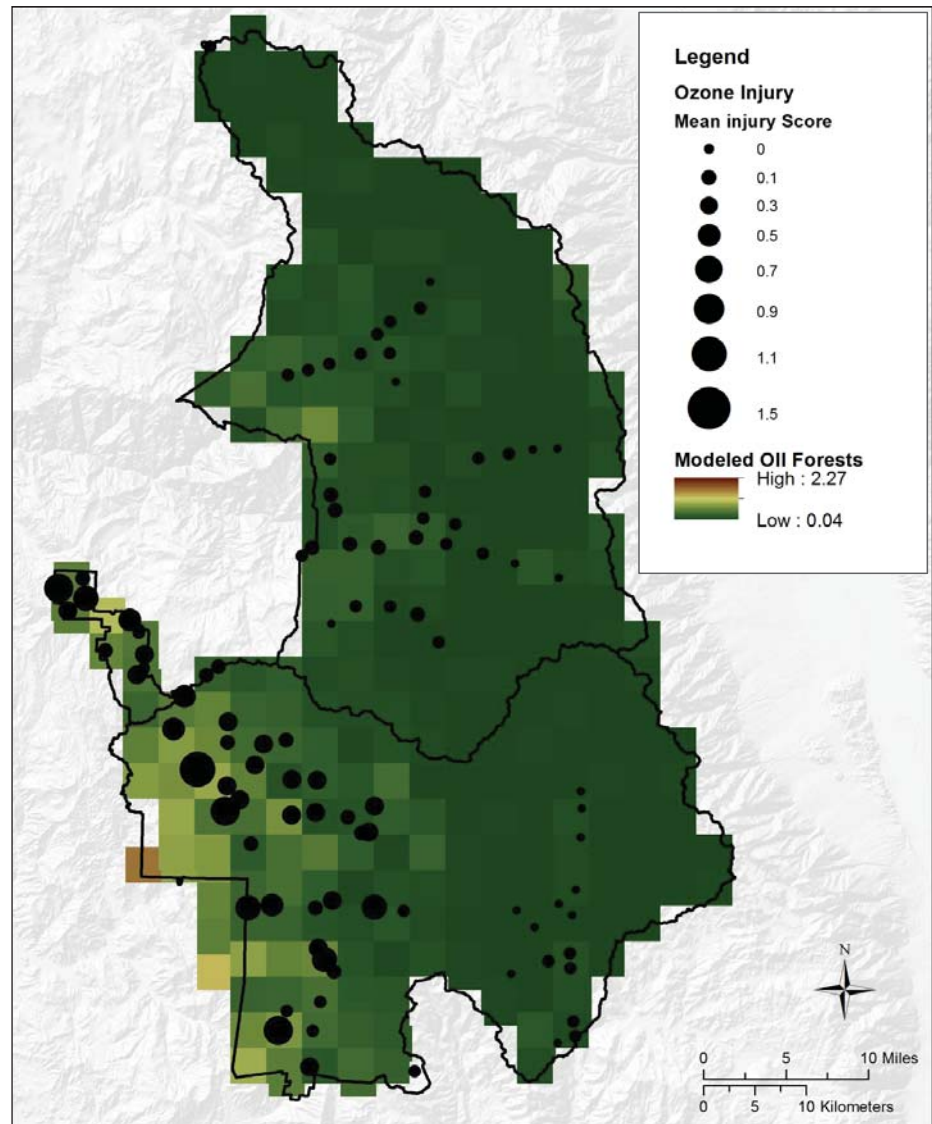 Legend
Ozone Injury
Mean injury Score
0
0.1
0.3
0.5
0.7
0.9
1.1
1.5
Modeled OII Forests
High : 2.27
Low : 0.04
N
0 5 10 Miles
0 5 10 Kilometers